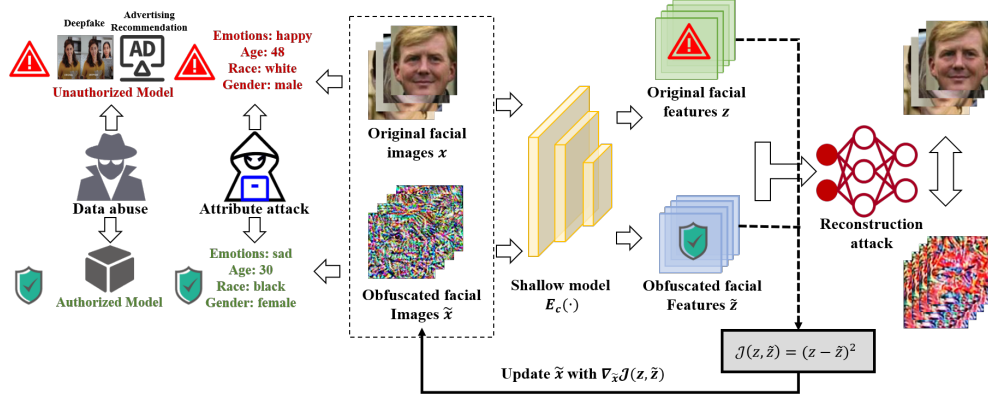 Deepfake
Advertising
Recommendation
AD
Unauthorized Model
Data abuse
Authorized Model
Emotions: happy
Age: 48
Race: white
Gender: male
Attribute attack
Emotions: sad
Age: 30
Race: black
Gender: female
Original facial
images x
Obfuscated facial
Images x̃
Shallow model
E_c(·)
Original facial
features z
Obfuscated facial
Features z̃
Reconstruction
attack
𝒥(z, z̃) = (z − z̃)²
Update x̃ with ∇_x̃ 𝒥(z, z̃)